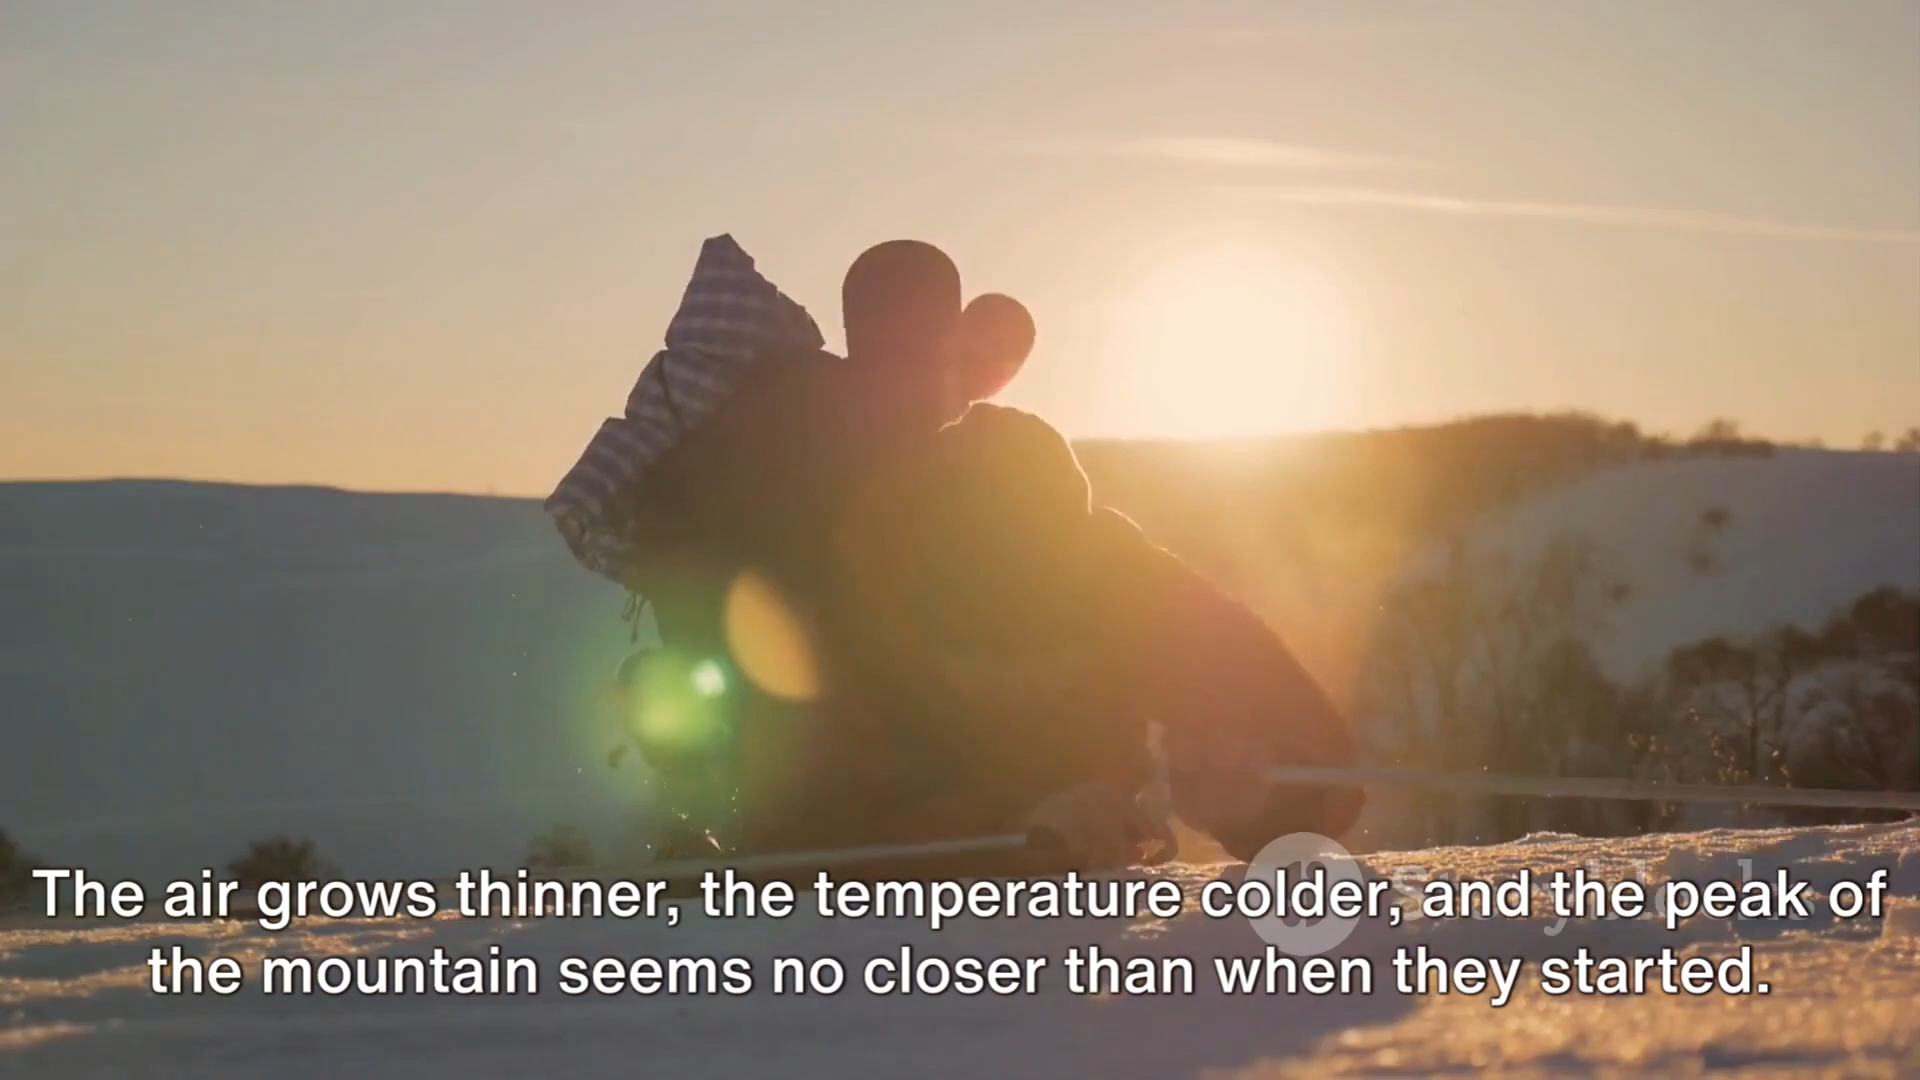 The air grows thinner, the temperature colder, and the peak of
the mountain seems no closer than when they started.